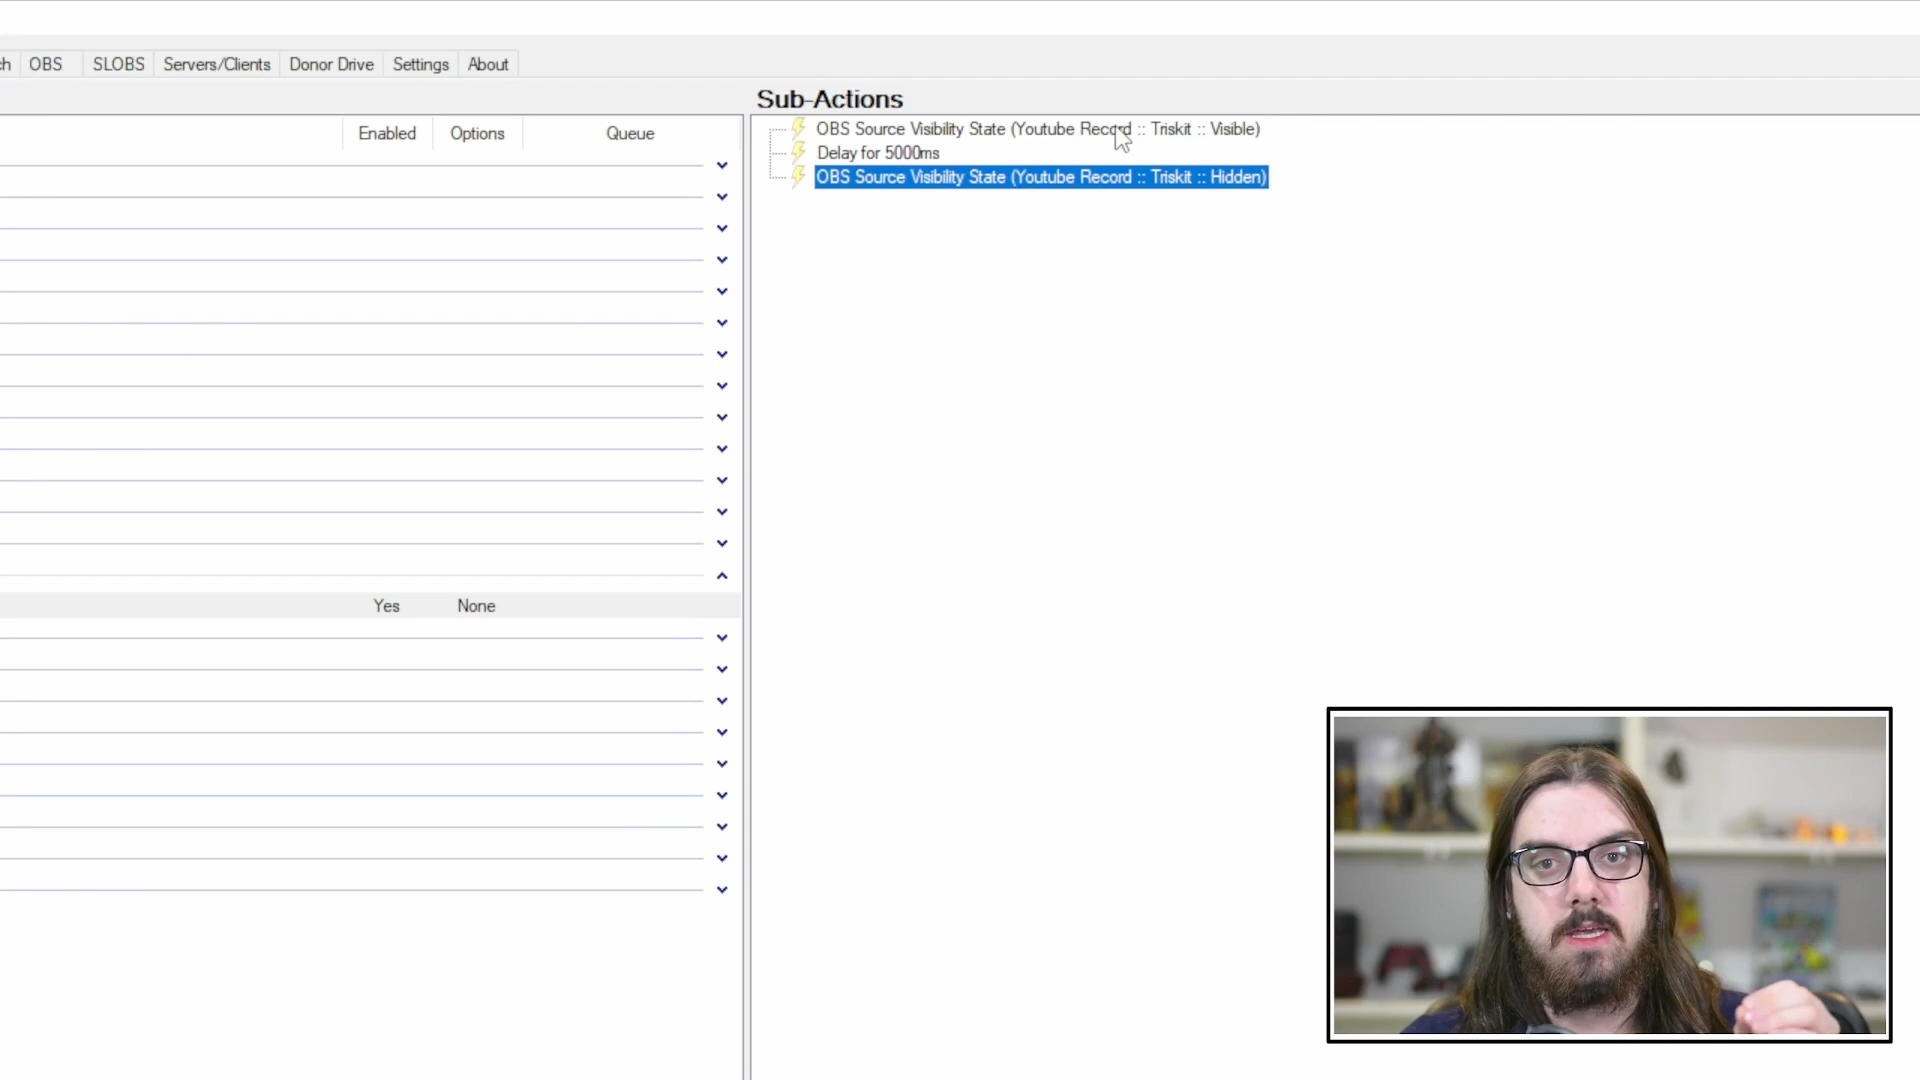 ch OBS SLOBS Servers/Clients Donor Drive Settings About
Sub-Actions
Enabled Options Queue
OBS Source Visibility State (Youtube Record :: Triskit :: Visible)
Delay for 5000ms
OBS Source Visibility State (Youtube Record :: Triskit :: Hidden)
Yes None